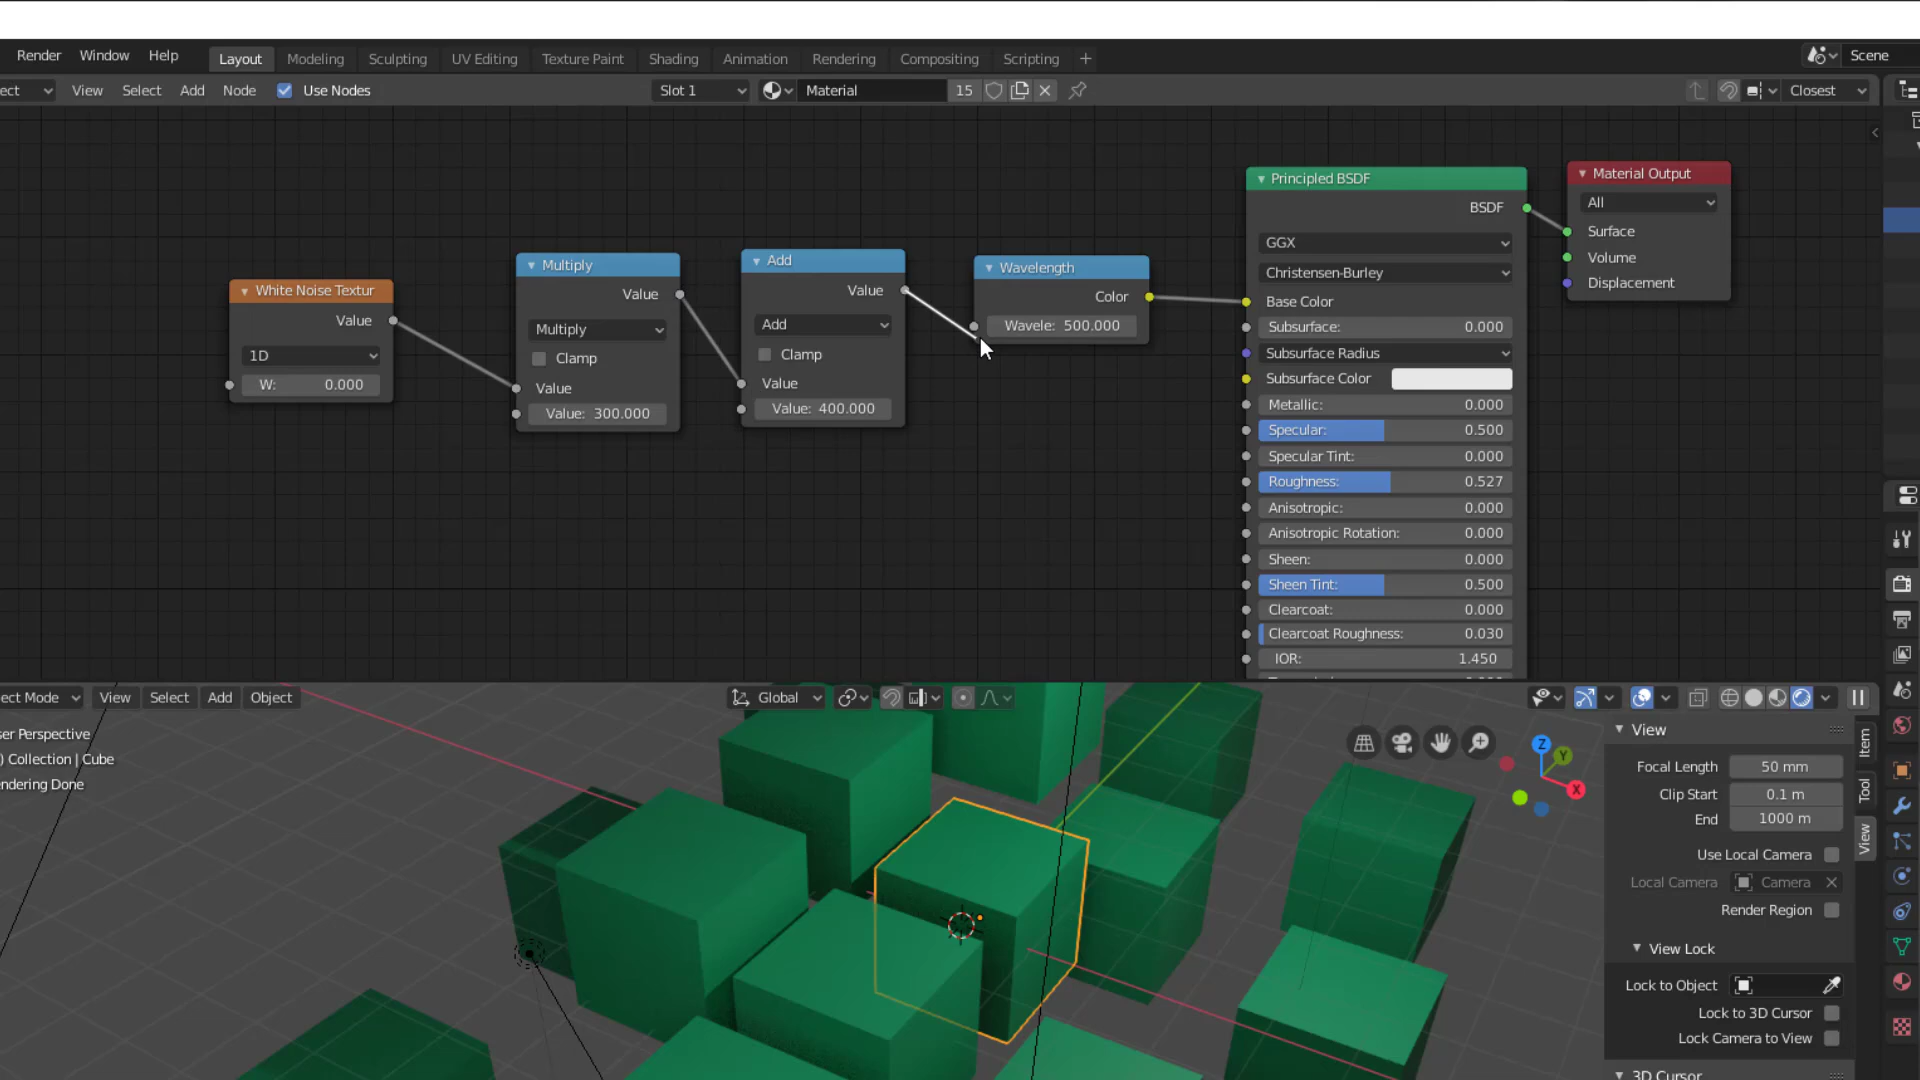 Render Window Help Layout Modeling Sculpting UV Editing Texture Paint Shading Animation Rendering Compositing Scripting + Scene
ect View Select Add Node Use Nodes Slot 1 Material 15 Closest
Principled BSDF
BSDF
GGX
Christensen-Burley
Base Color
Subsurface: 0.000
Subsurface Radius
Subsurface Color
Metallic: 0.000
Specular: 0.500
Specular Tint: 0.000
Roughness: 0.527
Anisotropic: 0.000
Anisotropic Rotation: 0.000
Sheen: 0.000
Sheen Tint: 0.500
Clearcoat: 0.000
Clearcoat Roughness: 0.030
IOR: 1.450
Material Output
All
Surface
Volume
Displacement
White Noise Textur
Value
1D
W: 0.000
Multiply
Value
Multiply
Clamp
Value
Value: 300.000
Add
Value
Add
Clamp
Value
Value: 400.000
Wavelength
Color
Wavele: 500.000
ect Mode View Select Add Object Global
ser Perspective
) Collection | Cube
ndering Done
Z
Y
X
View
Focal Length 50 mm
Clip Start 0.1 m
End 1000 m
Use Local Camera
Local Camera Camera
Render Region
View Lock
Lock to Object
Lock to 3D Cursor
Lock Camera to View
3D Cursor
Item
Tool
View